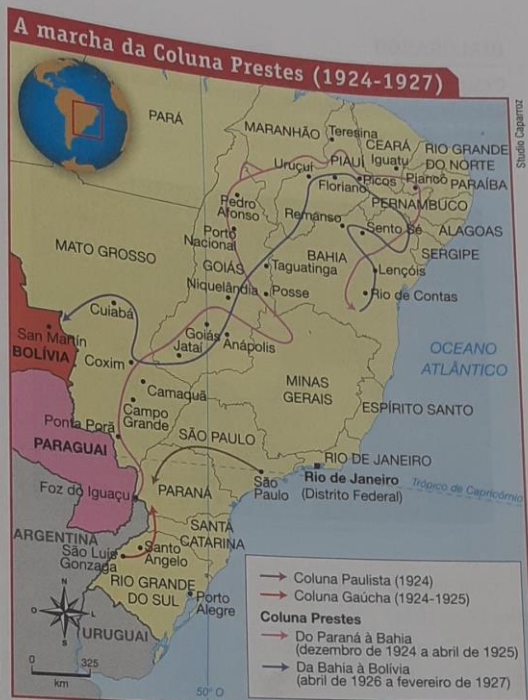 A marcha da Coluna Prestes (1924-1927)
Studio Caparroz
PARÁ
MARANHÃO
Teresina
CEARÁ
RIO GRANDE
DO NORTE
Uruçuí
PIAUÍ
Iguatu
Floriano
Picos
Piancó
PARAÍBA
PERNAMBUCO
Pedro
Afonso
Remanso
Sento Sé
ALAGOAS
Porto
Nacional
SERGIPE
MATO GROSSO
BAHIA
GOIÁS
Taguatinga
Lençóis
Niquelândia
Posse
Rio de Contas
Cuiabá
San Martín
BOLÍVIA
Goiás
Anápolis
Jataí
Coxim
OCEANO
ATLÂNTICO
MINAS
GERAIS
Camaquã
Campo
Grande
ESPÍRITO SANTO
Ponta Porã
PARAGUAI
SÃO PAULO
RIO DE JANEIRO
Rio de Janeiro
(Distrito Federal)
São
Paulo
Trópico de Capricórnio
Foz do Iguaçu
PARANÁ
ARGENTINA
SANTA
CATARINA
São Luís
Gonzaga
Santo
Ângelo
RIO GRANDE
DO SUL
Porto
Alegre
URUGUAI
N
O
L
S
0
325
km
50° O
Coluna Paulista (1924)
Coluna Gaúcha (1924-1925)
Coluna Prestes
Do Paraná à Bahia
(dezembro de 1924 a abril de 1925)
Da Bahia à Bolívia
(abril de 1926 a fevereiro de 1927)